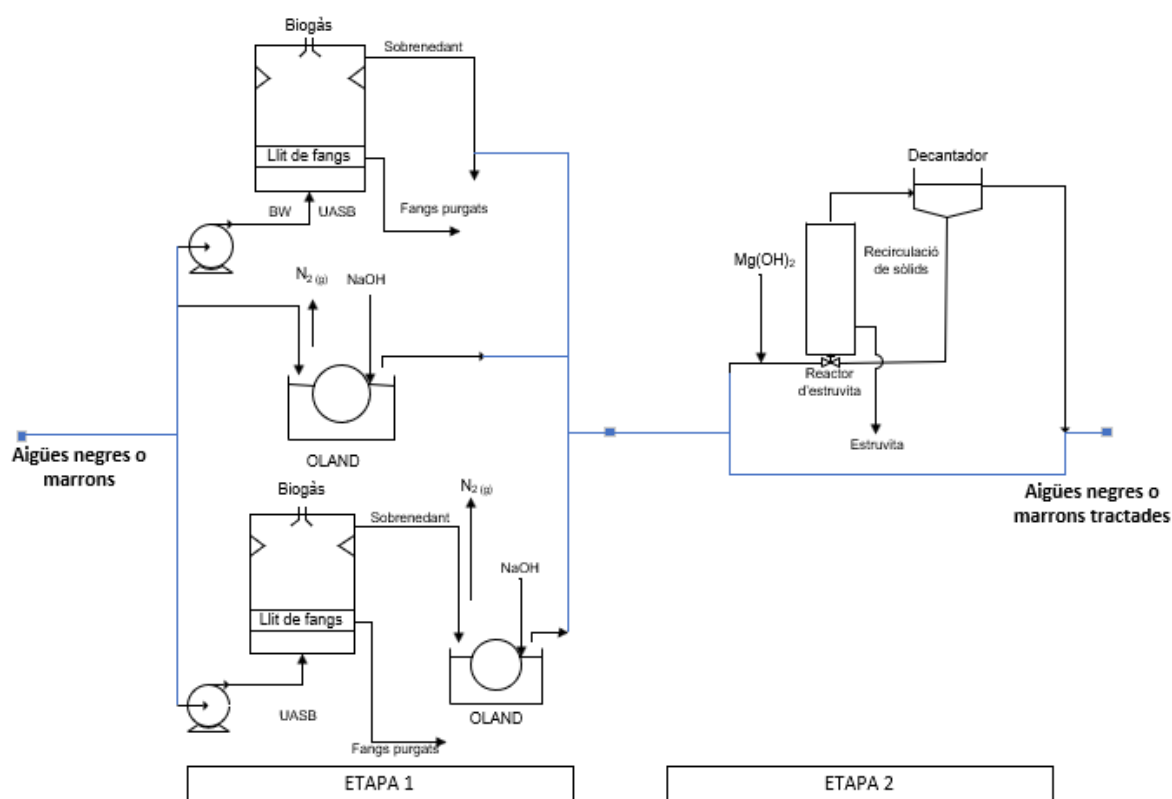 Biogàs
Sobrenedant
Llit de fangs
BW
UASB
Fangs purgats
N2 (g)
NaOH
OLAND
Aigües negres o
marrons
Biogàs
Sobrenedant
N2 (g)
NaOH
Llit de fangs
UASB
OLAND
Fangs purgats
ETAPA 1
Decantador
Mg(OH)2
Recirculació
de sòlids
Reactor
d'estruvita
Estruvita
Aigües negres o
marrons tractades
ETAPA 2